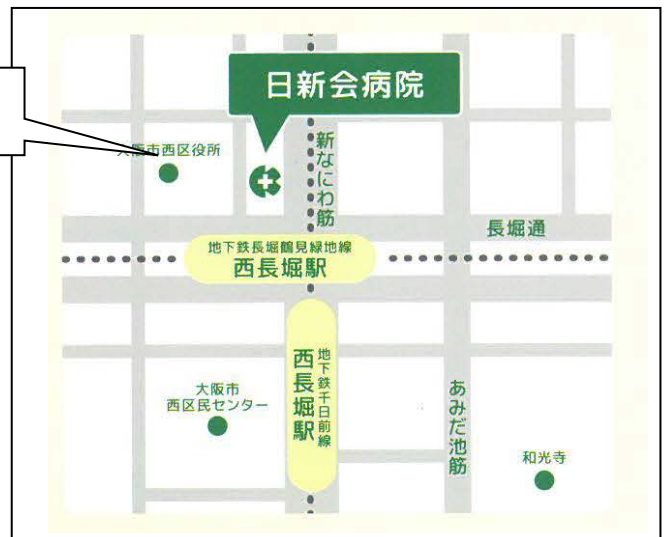 日新会病院
大阪市西区役所
新なにわ筋
長堀通
地下鉄長堀鶴見緑地線
西長堀駅
地下鉄千日前線
西長堀駅
大阪市
西区民センター
あみだ池筋
和光寺